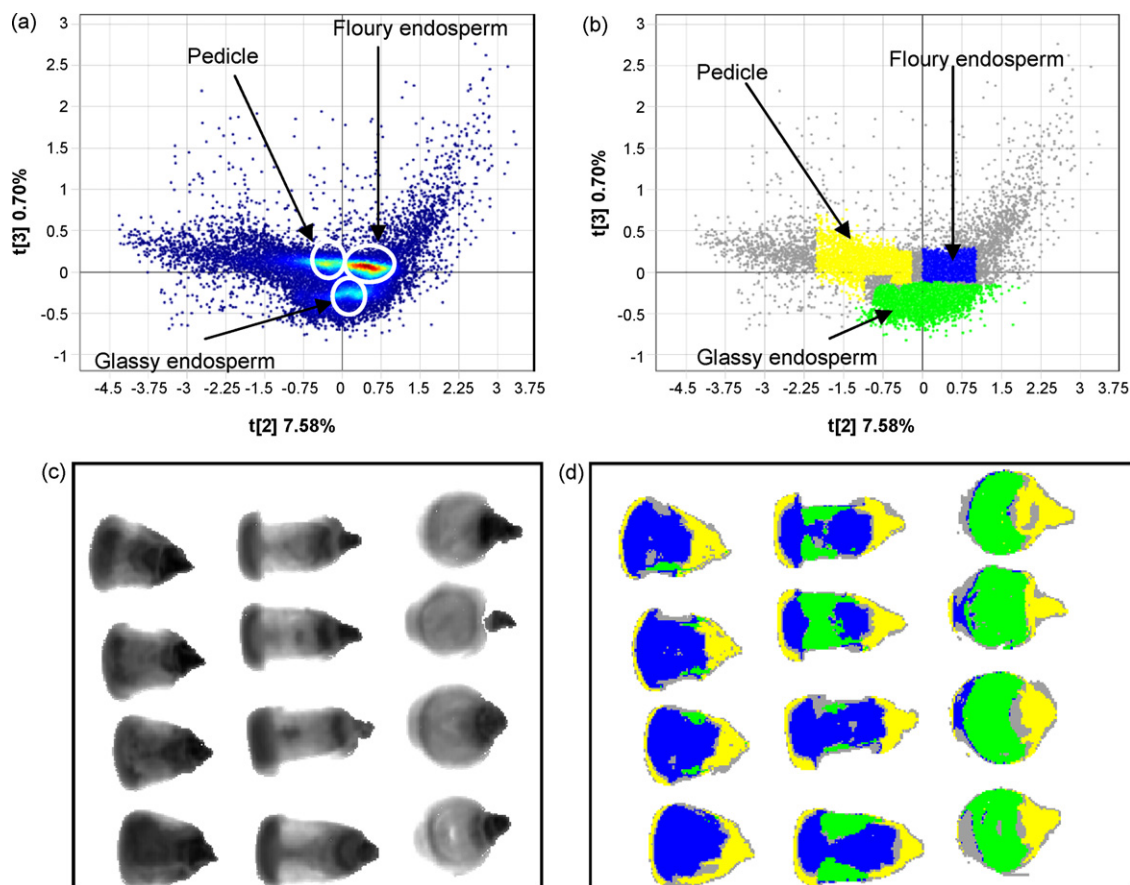 (a)
Floury endosperm
Pedicle
Glassy endosperm
3
2.5
2
1.5
1
0.5
0
-0.5
-1
t[3] 0.70%
-4.5 -3.75 -3 -2.25 -1.5 -0.75 0 0.75 1.5 2.25 3 3.75
t[2] 7.58%
(b)
Floury endosperm
Pedicle
Glassy endosperm
3
2.5
2
1.5
1
0.5
0
-0.5
-1
t[3] 0.70%
-4.5 -3.75 -3 -2.25 -1.5 -0.75 0 0.75 1.5 2.25 3 3.75
t[2] 7.58%
(c)
(d)